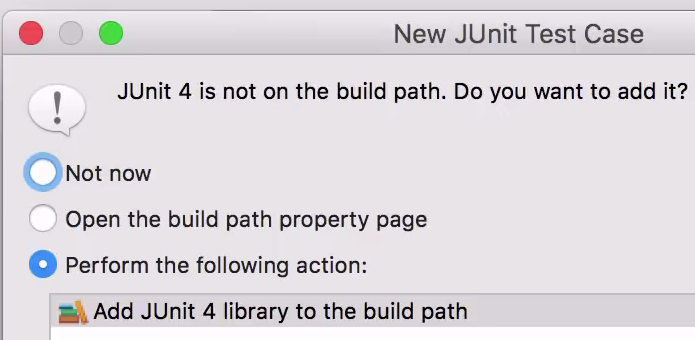 New JUnit Test Case
JUnit 4 is not on the build path. Do you want to add it?
Not now
Open the build path property page
Perform the following action:
Add JUnit 4 library to the build path